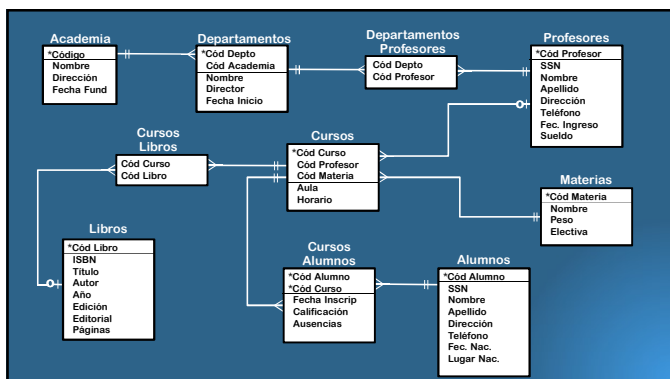 Academia
*Código
Nombre
Dirección
Fecha Fund
Departamentos
*Cód Depto
Cód Academia
Nombre
Director
Fecha Inicio
Departamentos
Profesores
Cód Depto
Cód Profesor
Profesores
*Cód Profesor
SSN
Nombre
Apellido
Dirección
Teléfono
Fec. Ingreso
Sueldo
Cursos
Libros
Cód Curso
Cód Libro
Cursos
*Cód Curso
Cód Profesor
Cód Materia
Aula
Horario
Materias
*Cód Materia
Nombre
Peso
Electiva
Libros
*Cód Libro
ISBN
Título
Autor
Año
Edición
Editorial
Páginas
Cursos
Alumnos
*Cód Alumno
*Cód Curso
Fecha Inscrip
Calificación
Ausencias
Alumnos
*Cód Alumno
SSN
Nombre
Apellido
Dirección
Teléfono
Fec. Nac.
Lugar Nac.